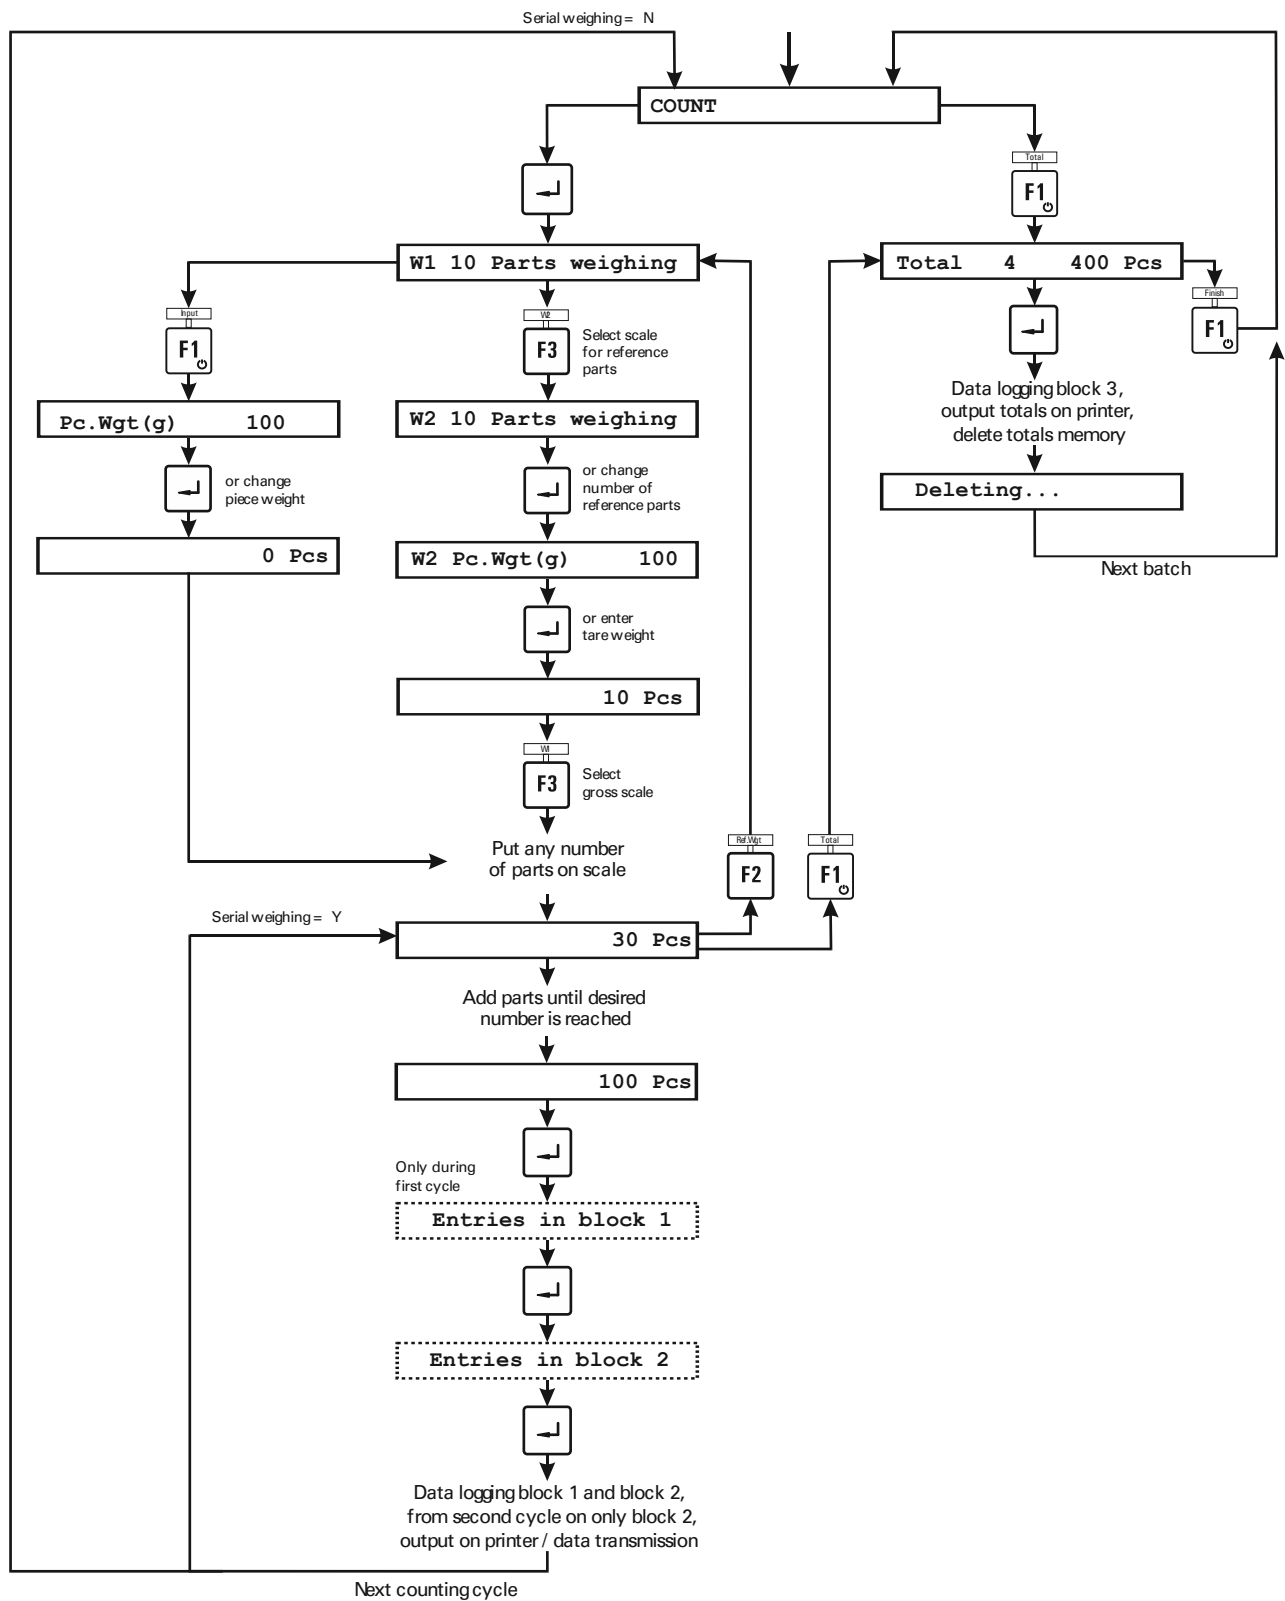 Serial weighing = N
COUNT
Total
F1
W1 10 Parts weighing
Total 4 400 Pcs
Input
F1
W2
F3
Select scale
for reference
parts
Finish
F1
Data logging block 3,
output totals on printer,
delete totals memory
Pc.Wgt(g) 100
W2 10 Parts weighing
or change
piece weight
or change
number of
reference parts
Deleting...
0 Pcs
W2 Pc.Wgt(g) 100
Next batch
or enter
tare weight
10 Pcs
W1
F3
Select
gross scale
Put any number
of parts on scale
Ref.Wgt
F2
Total
F1
Serial weighing = Y
30 Pcs
Add parts until desired
number is reached
100 Pcs
Only during
first cycle
Entries in block 1
Entries in block 2
Data logging block 1 and block 2,
from second cycle on only block 2,
output on printer / data transmission
Next counting cycle